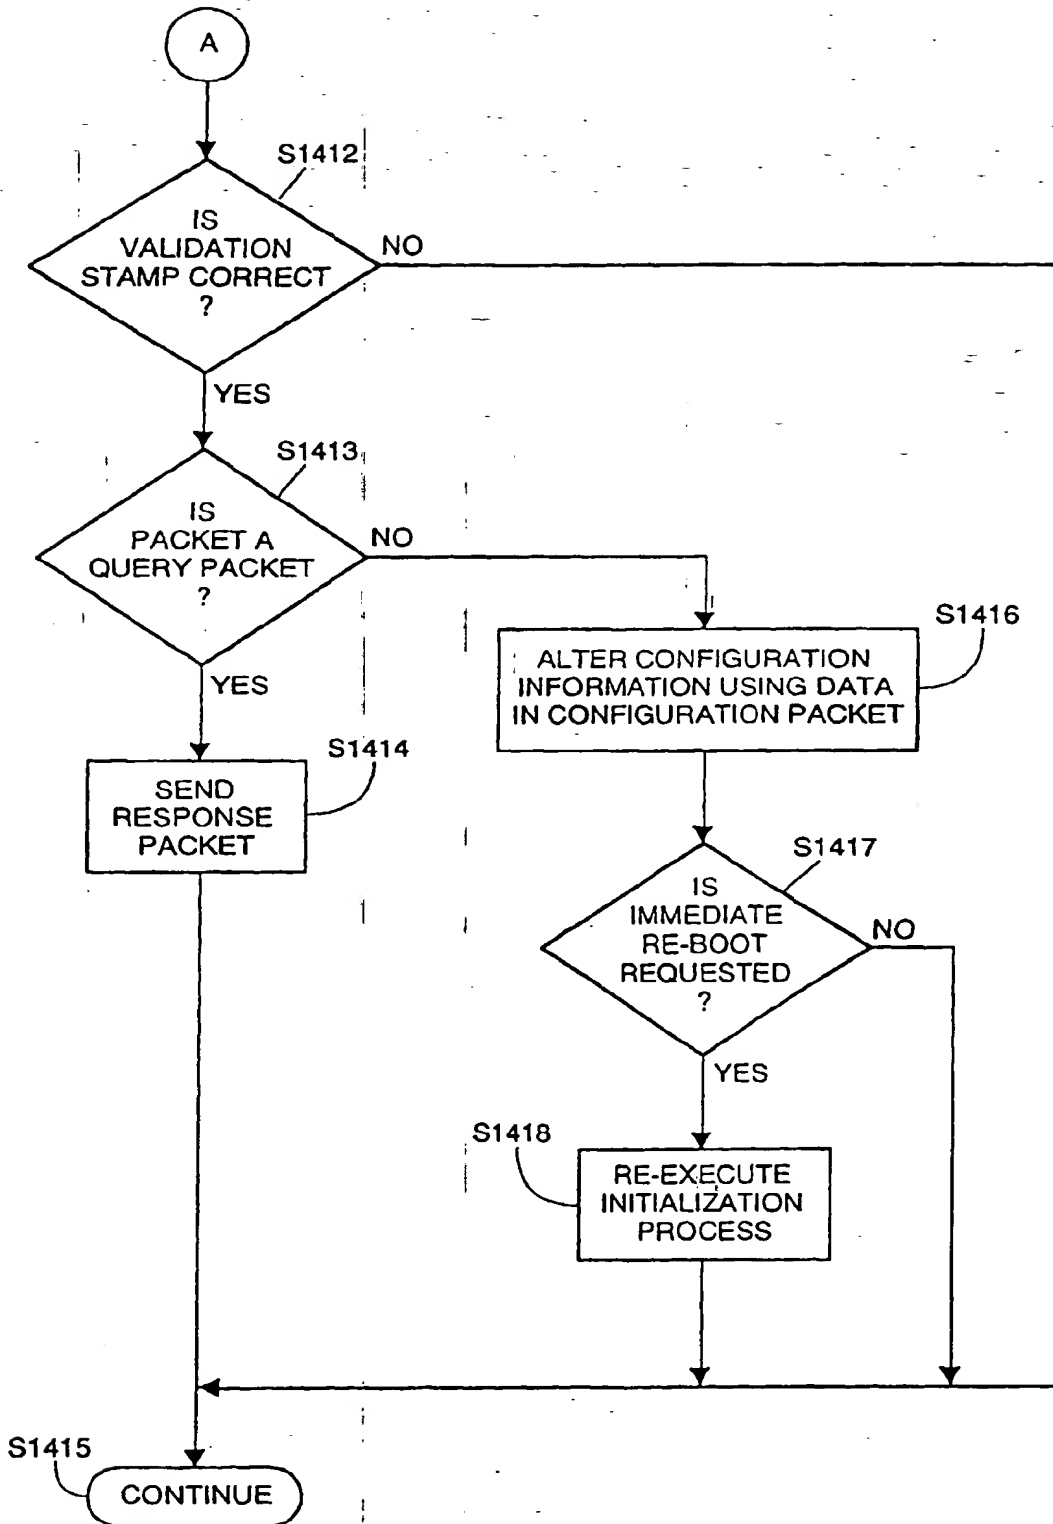 A
S1412
IS
VALIDATION
STAMP CORRECT
?
NO
YES
S1413
IS
PACKET A
QUERY PACKET
?
NO
YES
S1416
ALTER CONFIGURATION
INFORMATION USING DATA
IN CONFIGURATION PACKET
S1414
SEND
RESPONSE
PACKET
S1417
IS
IMMEDIATE
RE-BOOT
REQUESTED
?
NO
YES
S1418
RE-EXECUTE
INITIALIZATION
PROCESS
S1415
CONTINUE